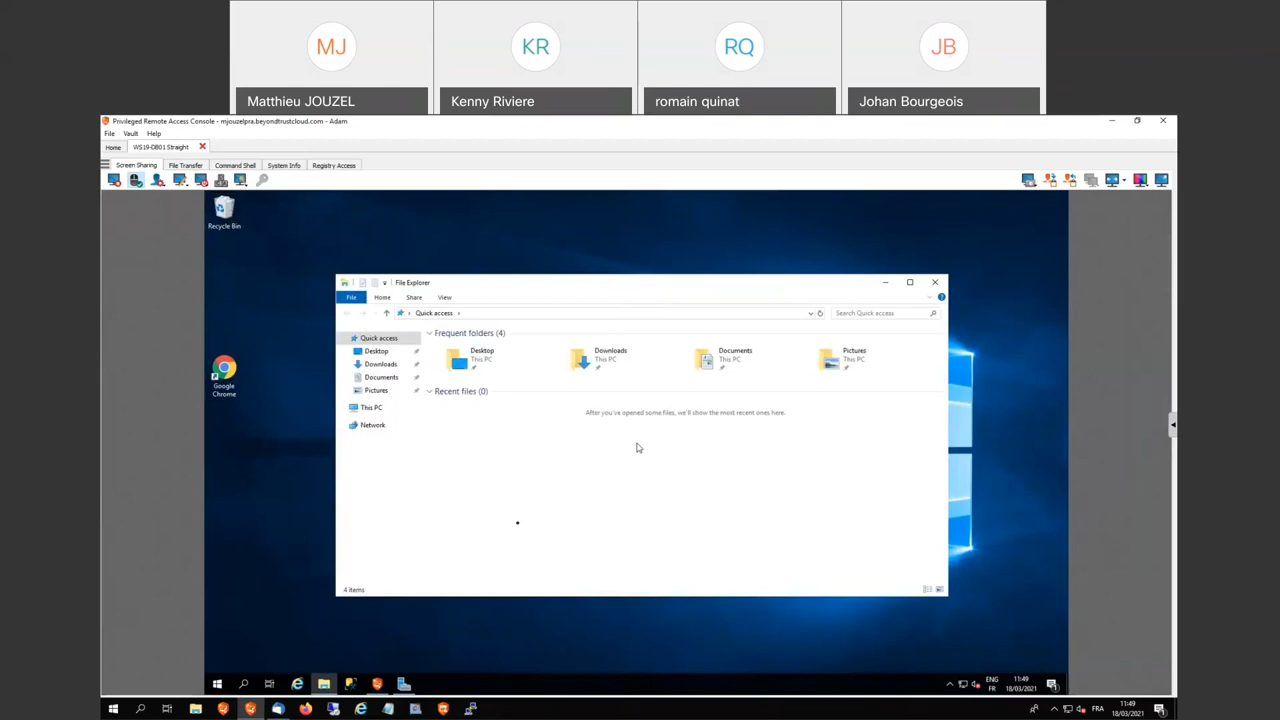 MJ KR RQ JB
Matthieu JOUZEL Kenny Riviere romain quinat Johan Bourgeois
Privileged Remote Access Console - mjouzelpra.beyondtrustcloud.com - Adam
File Vault Help
Home WS19-DB01 Straight
Screen Sharing File Transfer Command Shell System Info Registry Access
Recycle Bin
File Explorer
File Home Share View
Quick access Search Quick access
Quick access
Desktop
Downloads
Documents
Pictures
This PC
Network
Frequent folders (4)
Desktop
This PC
Downloads
This PC
Documents
This PC
Pictures
This PC
Recent files (0)
After you've opened some files, we'll show the most recent ones here.
4 items
Google
Chrome
ENG
FR
11:49
18/03/2021
FRA
11:49
18/03/2021